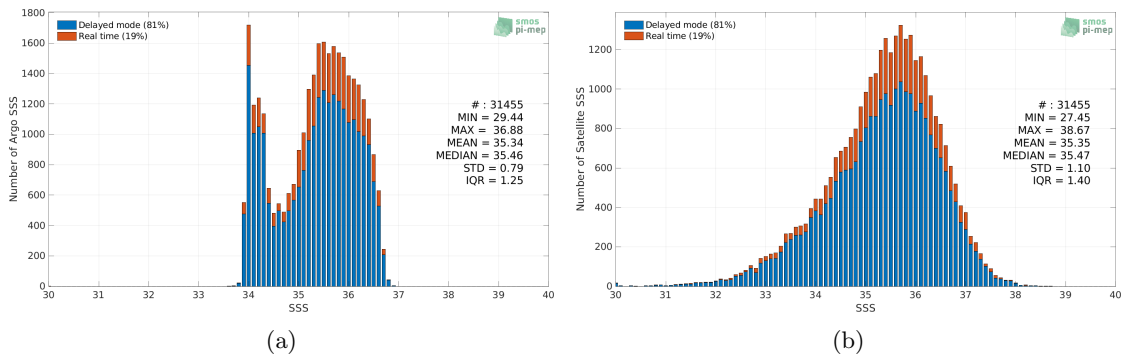 Delayed mode (81%)
Real time (19%)
smos
pi-mep
1800
1600
1400
1200
1000
800
600
400
200
0
Number of Argo SSS
# : 31455
MIN = 29.44
MAX = 36.88
MEAN = 35.34
MEDIAN = 35.46
STD = 0.79
IQR = 1.25
30 31 32 33 34 35 36 37 38 39 40
SSS
(a)
Delayed mode (81%)
Real time (19%)
smos
pi-mep
1200
1000
800
600
400
200
0
Number of Satellite SSS
# : 31455
MIN = 27.45
MAX = 38.67
MEAN = 35.35
MEDIAN = 35.47
STD = 1.10
IQR = 1.40
30 31 32 33 34 35 36 37 38 39 40
SSS
(b)